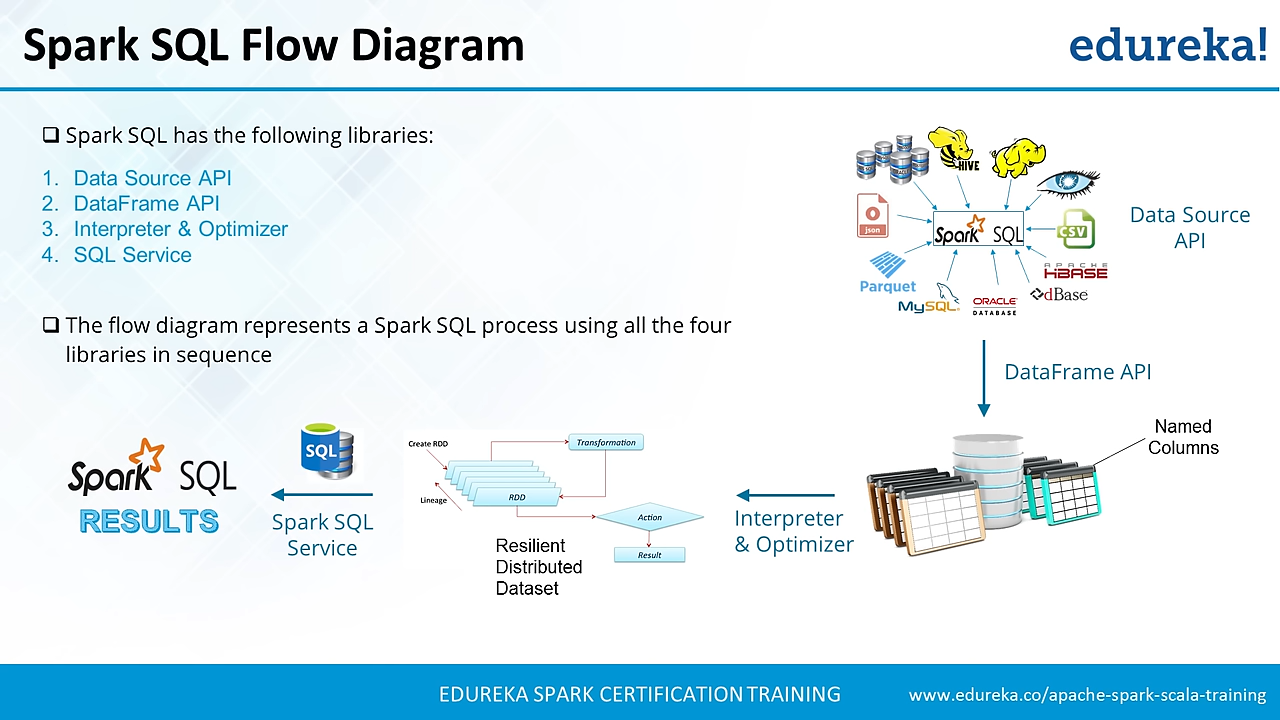 Spark SQL Flow Diagram
edureka!
❑ Spark SQL has the following libraries:
1. Data Source API
2. DataFrame API
3. Interpreter & Optimizer
4. SQL Service
❑ The flow diagram represents a Spark SQL process using all the four
libraries in sequence
HIVE
json
Spark SQL
CSV
Data Source
API
Parquet
APACHE
HBASE
MySQL
ORACLE
DATABASE
dBase
DataFrame API
Named
Columns
Interpreter
& Optimizer
Create RDD
Transformation
Lineage
RDD
Action
Result
Resilient
Distributed
Dataset
SQL
Spark SQL
Service
Spark SQL
RESULTS
EDUREKA SPARK CERTIFICATION TRAINING
www.edureka.co/apache-spark-scala-training